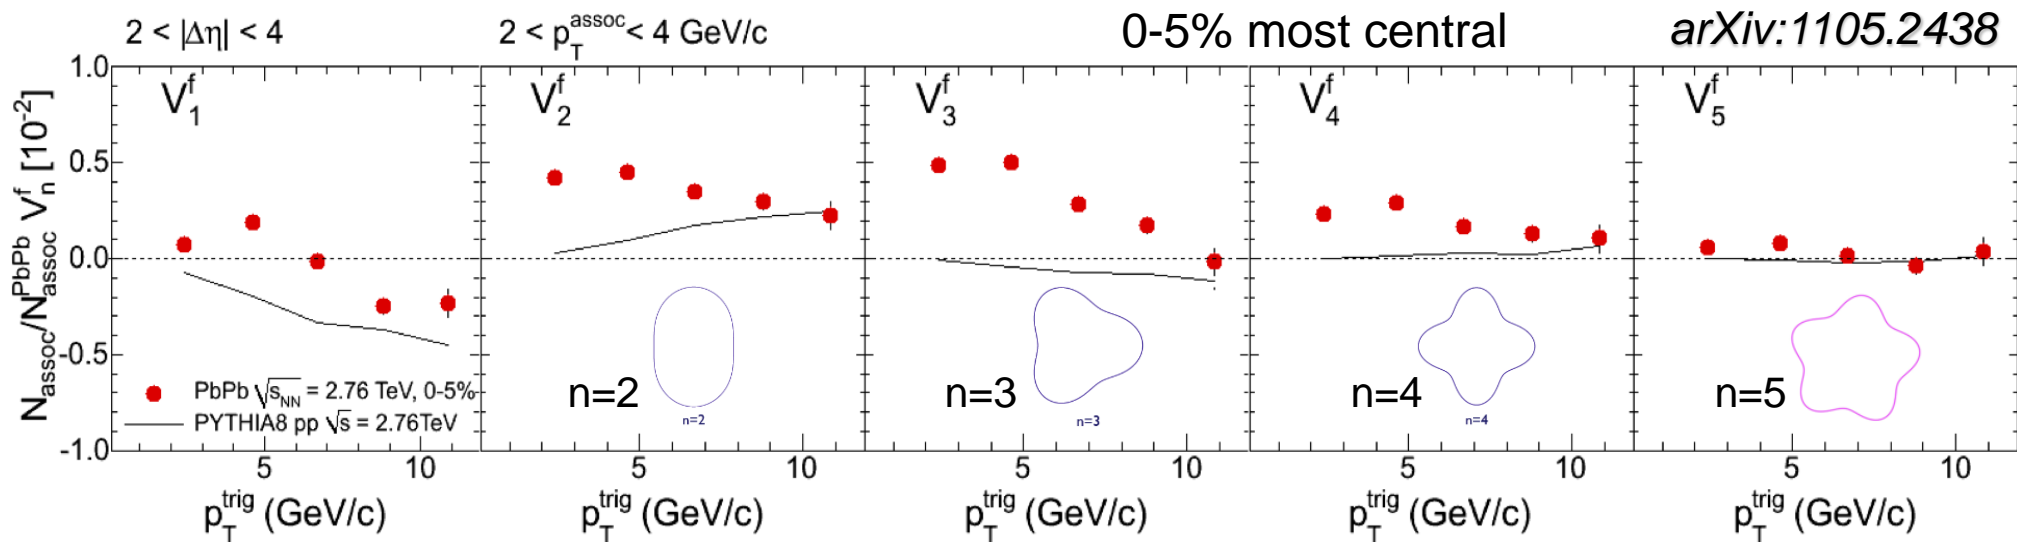 2 < |Δη| < 4
2 < p_T^assoc < 4 GeV/c
0-5% most central
arXiv:1105.2438
N_assoc/N_assoc^PbPb V_n^f [10^-2]
1.0
0.5
0.0
-0.5
-1.0
V_1^f
V_2^f
V_3^f
V_4^f
V_5^f
PbPb √s_NN = 2.76 TeV, 0-5%
PYTHIA8 pp √s = 2.76TeV
n=2
n=2
n=3
n=3
n=4
n=4
n=5
5 10
5 10
5 10
5 10
5 10
p_T^trig (GeV/c)
p_T^trig (GeV/c)
p_T^trig (GeV/c)
p_T^trig (GeV/c)
p_T^trig (GeV/c)